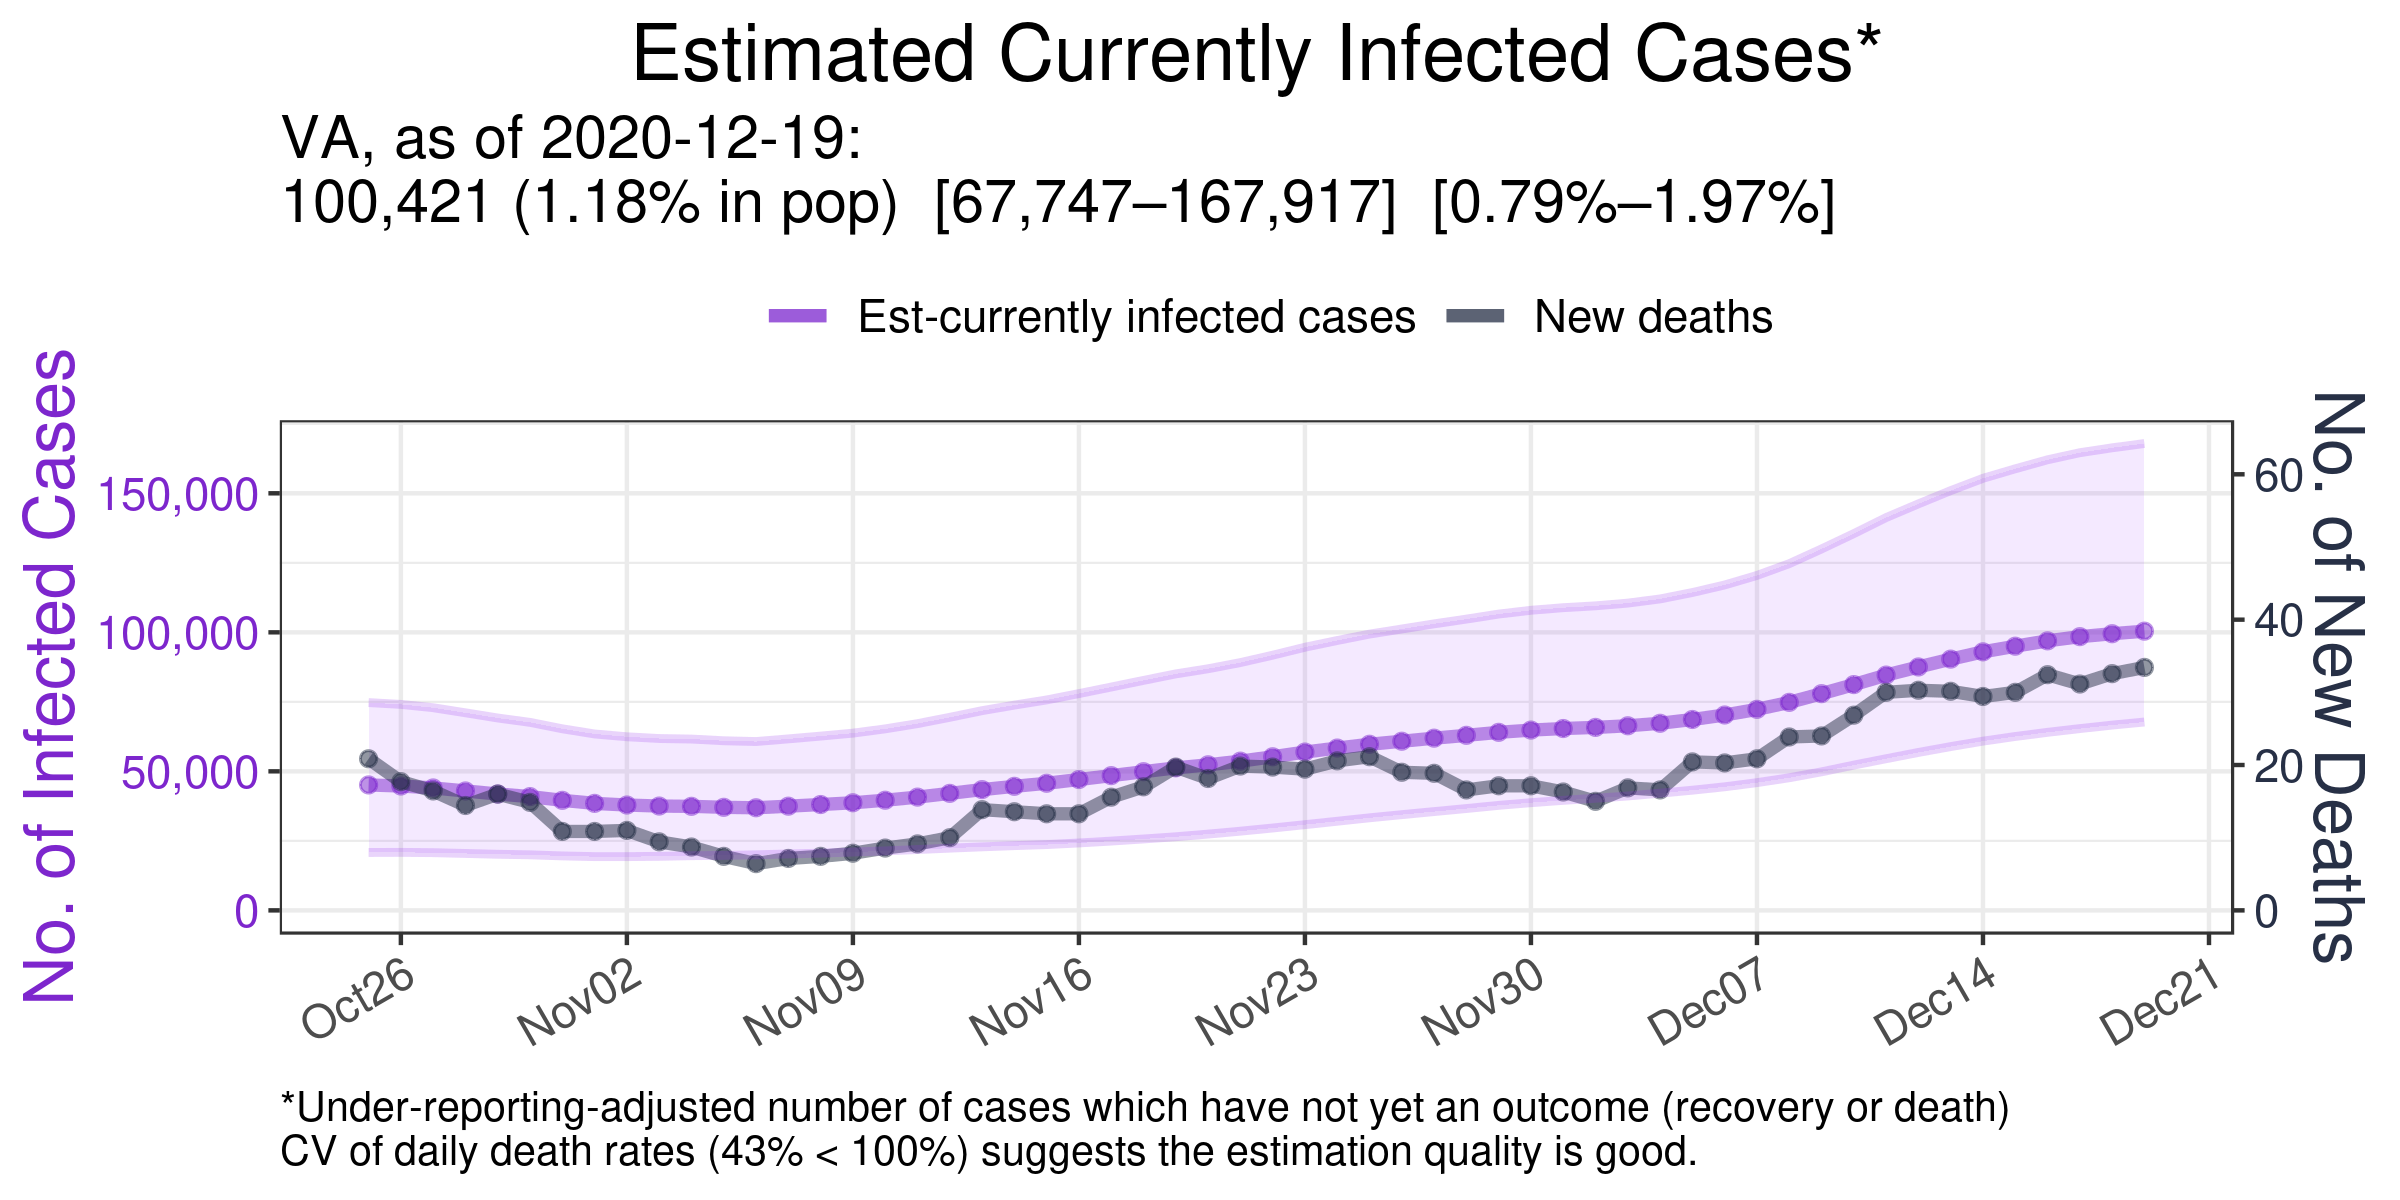 Estimated Currently Infected Cases*
VA, as of 2020-12-19:
100,421 (1.18% in pop)  [67,747–167,917]  [0.79%–1.97%]
Est-currently infected cases
New deaths
No. of Infected Cases
150,000
100,000
50,000
0
60
40
20
0
No. of New Deaths
Oct26
Nov02
Nov09
Nov16
Nov23
Nov30
Dec07
Dec14
Dec21
*Under-reporting-adjusted number of cases which have not yet an outcome (recovery or death)
CV of daily death rates (43% < 100%) suggests the estimation quality is good.